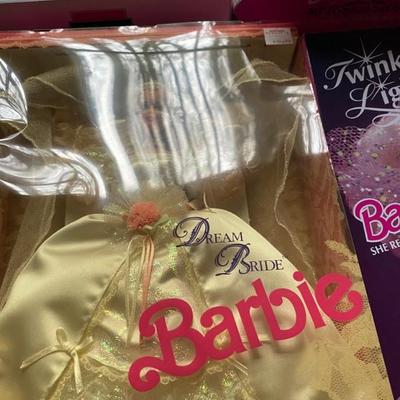 Dream
Bride
Barbie
Twink
Lig
Ba
SHE RE